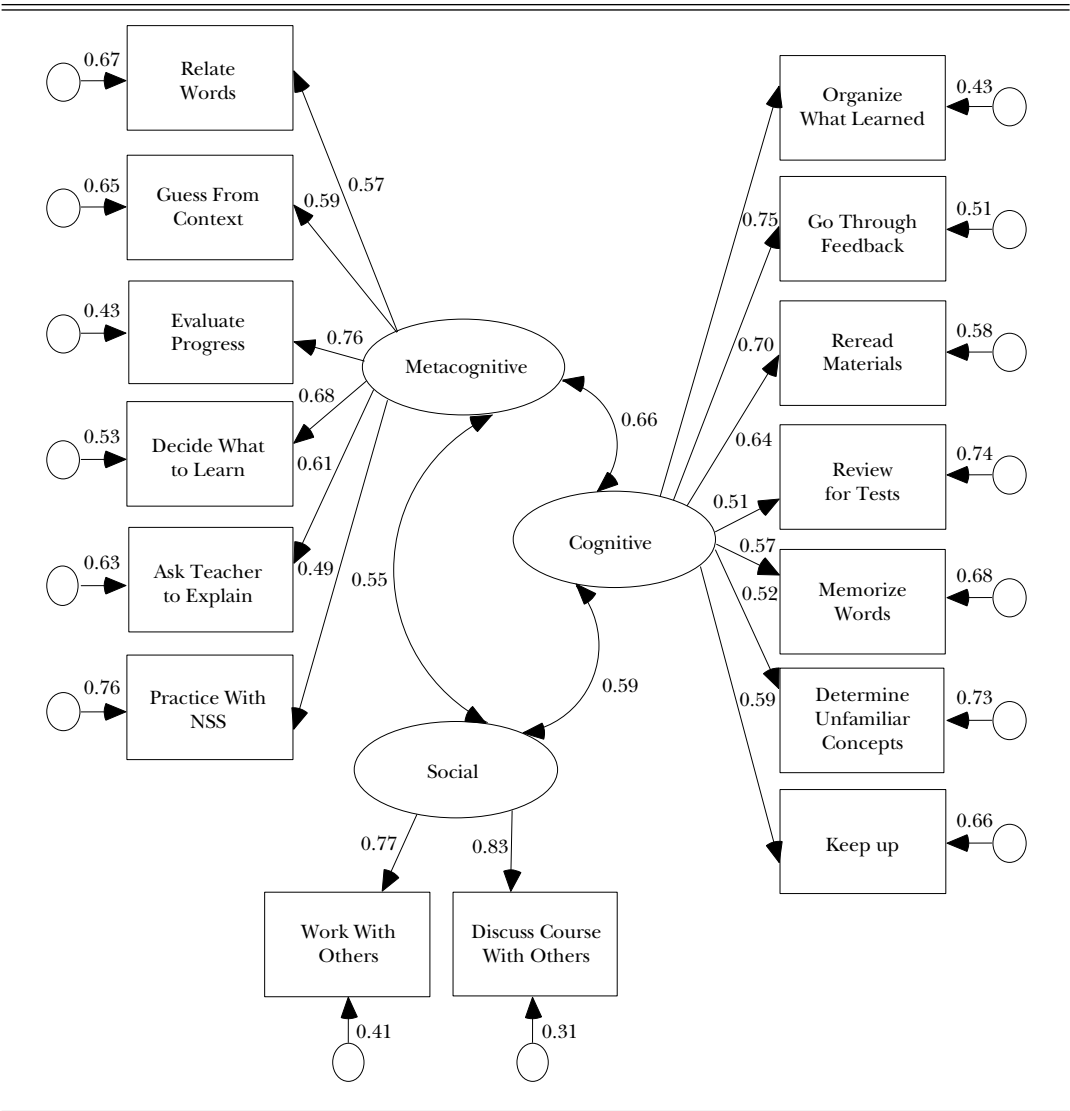 0.67
Relate
Words
0.65
Guess From
Context
0.43
Evaluate
Progress
0.53
Decide What
to Learn
0.63
Ask Teacher
to Explain
0.76
Practice With
NSS
0.57
0.59
0.76
0.68
0.61
0.49
Metacognitive
0.66
0.55
Cognitive
0.59
Social
0.77
0.83
Work With
Others
0.41
Discuss Course
With Others
0.31
0.75
0.70
0.64
0.51
0.57
0.52
0.59
Organize
What Learned
0.43
Go Through
Feedback
0.51
Reread
Materials
0.58
Review
for Tests
0.74
Memorize
Words
0.68
Determine
Unfamiliar
Concepts
0.73
Keep up
0.66